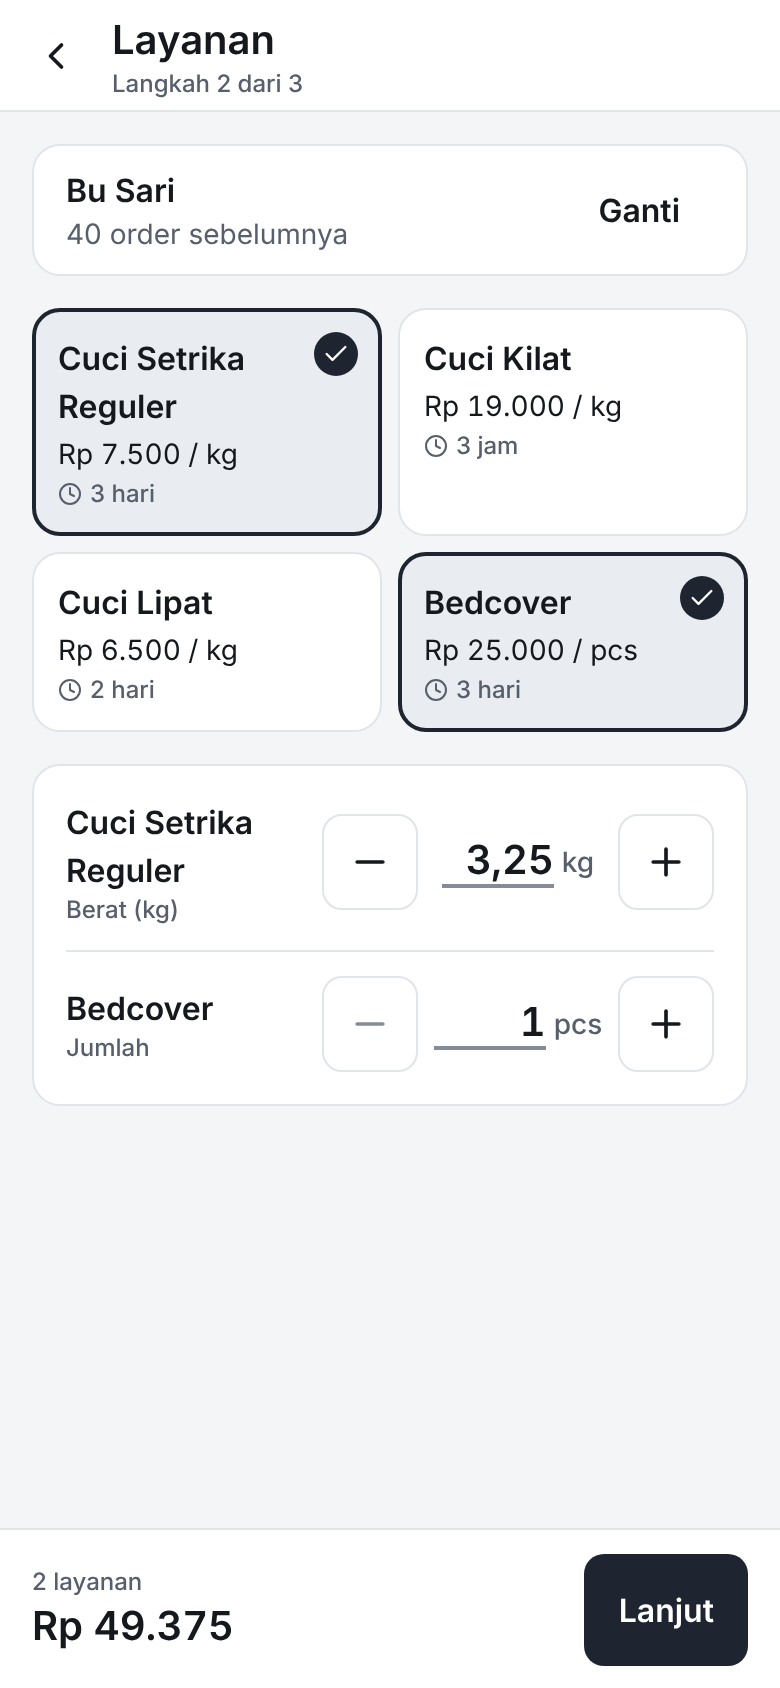 Layanan
Langkah 2 dari 3
Bu Sari
40 order sebelumnya
Ganti
Cuci Setrika
Reguler
Rp 7.500 / kg
3 hari
Cuci Kilat
Rp 19.000 / kg
3 jam
Cuci Lipat
Rp 6.500 / kg
2 hari
Bedcover
Rp 25.000 / pcs
3 hari
Cuci Setrika
Reguler
Berat (kg)
3,25 kg
Bedcover
Jumlah
1 pcs
2 layanan
Rp 49.375
Lanjut